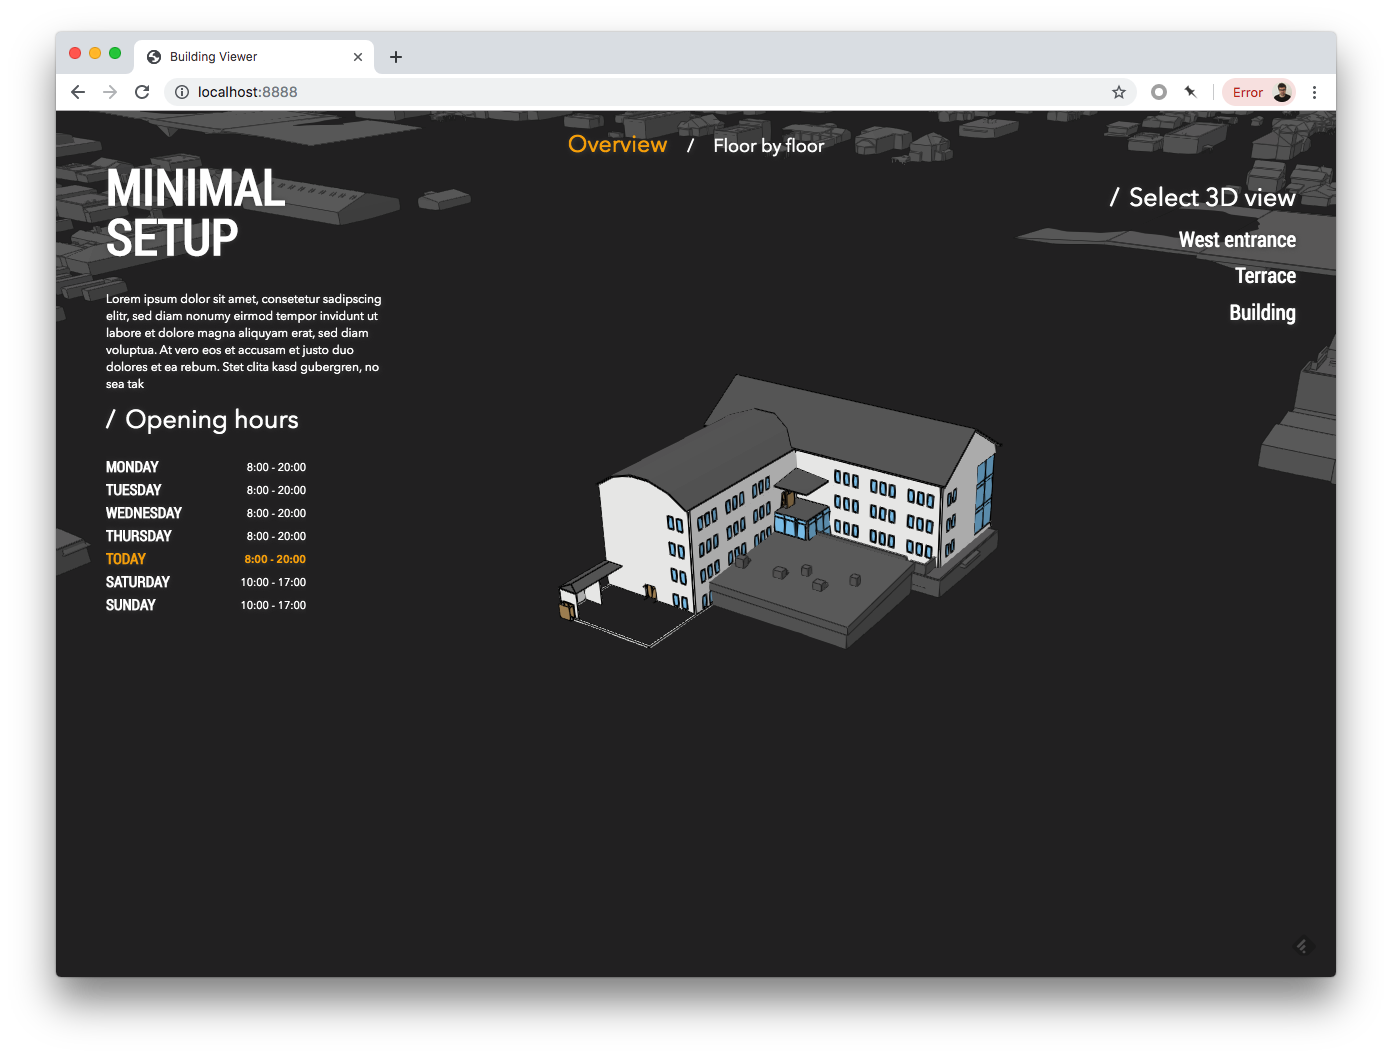 Building Viewer
localhost:8888
Error
Overview / Floor by floor
MINIMAL
SETUP
/ Select 3D view
West entrance
Terrace
Building
Lorem ipsum dolor sit amet, consetetur sadipscing
elitr, sed diam nonumy eirmod tempor invidunt ut
labore et dolore magna aliquyam erat, sed diam
voluptua. At vero eos et accusam et justo duo
dolores et ea rebum. Stet clita kasd gubergren, no
sea tak
/ Opening hours
MONDAY 8:00 - 20:00
TUESDAY 8:00 - 20:00
WEDNESDAY 8:00 - 20:00
THURSDAY 8:00 - 20:00
TODAY 8:00 - 20:00
SATURDAY 10:00 - 17:00
SUNDAY 10:00 - 17:00